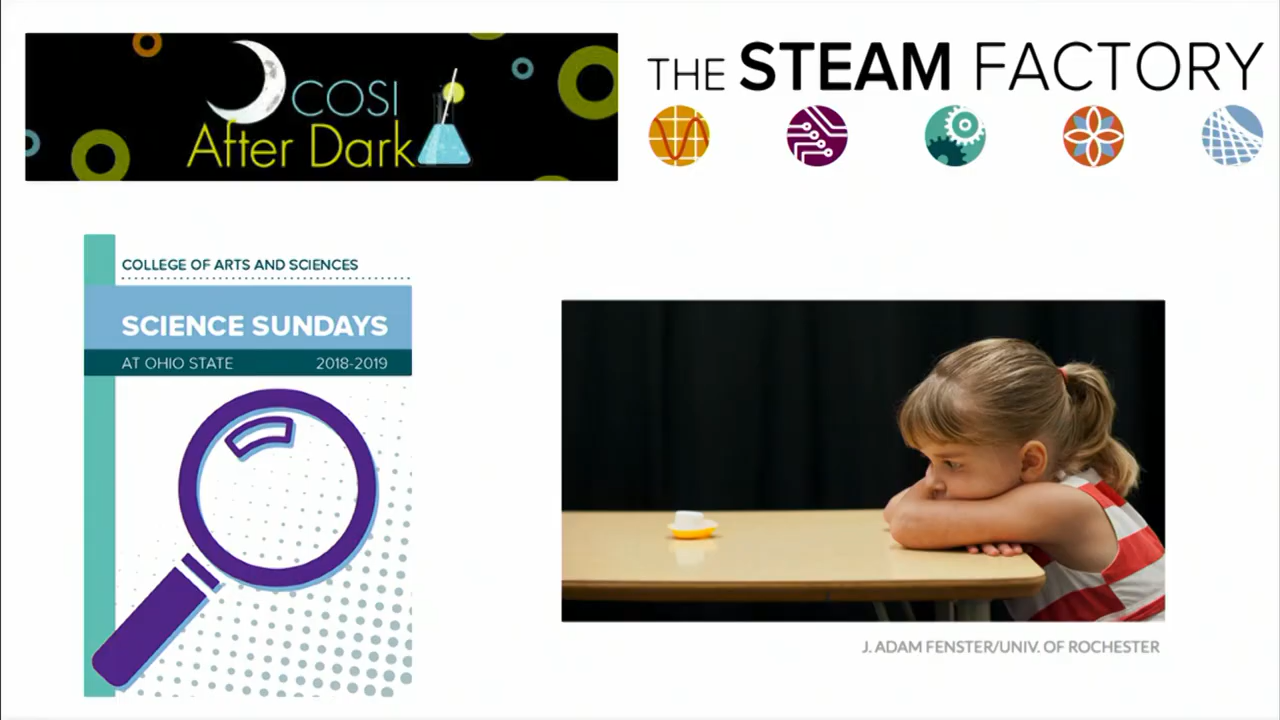 COSI
After Dark
THE STEAM FACTORY
COLLEGE OF ARTS AND SCIENCES
SCIENCE SUNDAYS
AT OHIO STATE 2018-2019
J. ADAM FENSTER/UNIV. OF ROCHESTER